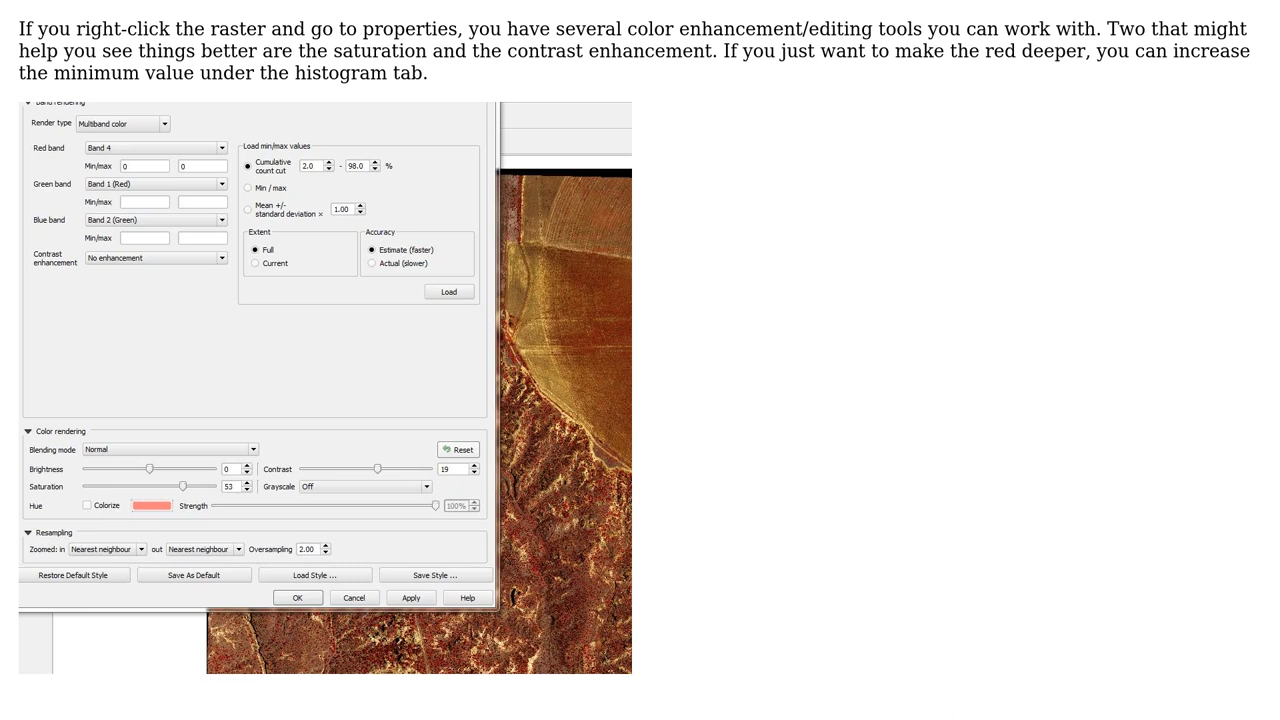 If you right-click the raster and go to properties, you have several color enhancement/editing tools you can work with. Two that might
help you see things better are the saturation and the contrast enhancement. If you just want to make the red deeper, you can increase
the minimum value under the histogram tab.
Band rendering
Render type Multiband color
Red band Band 4
Min/max 0 0
Green band Band 1 (Red)
Min/max
Blue band Band 2 (Green)
Min/max
Contrast
enhancement No enhancement
Load min/max values
Cumulative
count cut 2.0 - 98.0 %
Min / max
Mean +/-
standard deviation × 1.00
Extent
Full
Current
Accuracy
Estimate (faster)
Actual (slower)
Load
Color rendering
Blending mode Normal Reset
Brightness 0 Contrast 19
Saturation 53 Grayscale Off
Hue Colorize Strength 100%
Resampling
Zoomed: in Nearest neighbour out Nearest neighbour Oversampling 2.00
Restore Default Style Save As Default Load Style ... Save Style ...
OK Cancel Apply Help